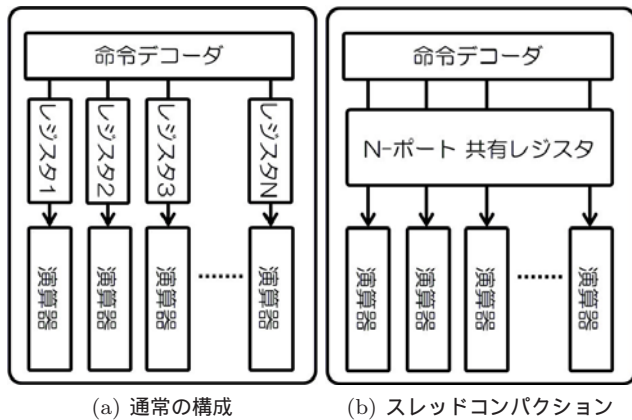 命令デコーダ
レジスタ1
レジスタ2
レジスタ3
レジスタN
演算器
演算器
演算器
演算器
(a) 通常の構成
命令デコーダ
N-ポート 共有レジスタ
演算器
演算器
演算器
演算器
(b) スレッドコンパクション